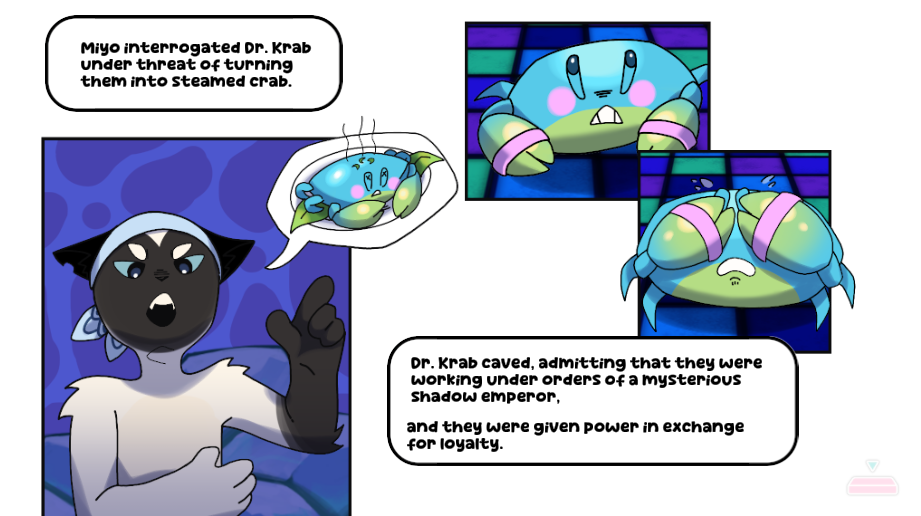 Miyo interrogated Dr. Krab
under threat of turning
them into steamed crab.
Dr. Krab caved, admitting that they were
working under orders of a mysterious
shadow emperor,
and they were given power in exchange
for loyalty.